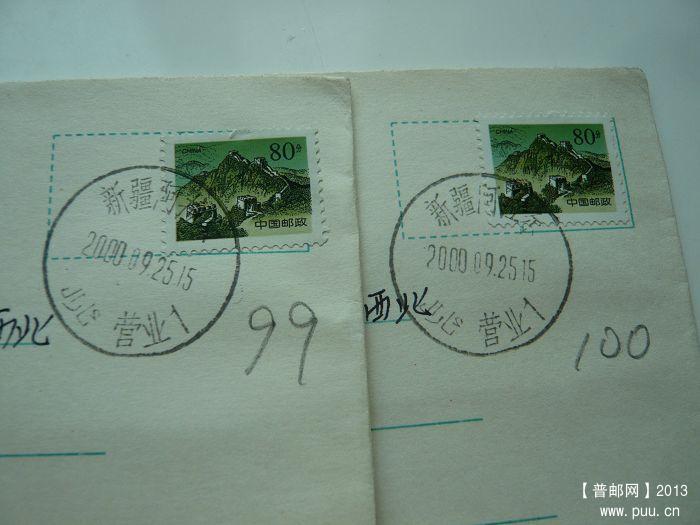 CHINA 80分
中国邮政
新疆
2000.09.25.15
营业1
西北
99
CHINA 80分
中国邮政
新疆
2000.09.25.15
营业1
西北
100
【普邮网】2013
www.puu.cn